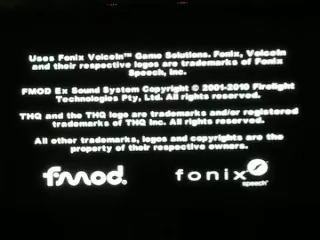 Uses Fonix VoiceIn™ Game Solutions. Fonix, VoiceIn
and their respective logos are trademarks of Fonix
Speech, Inc.
FMOD Ex Sound System Copyright © 2001-2010 Firelight
Technologies Pty, Ltd. All rights reserved.
THQ and the THQ logo are trademarks and/or registered
trademarks of THQ Inc. All rights reserved.
All other trademarks, logos and copyrights are the
property of their respective owners.
fmod.
fonix speech